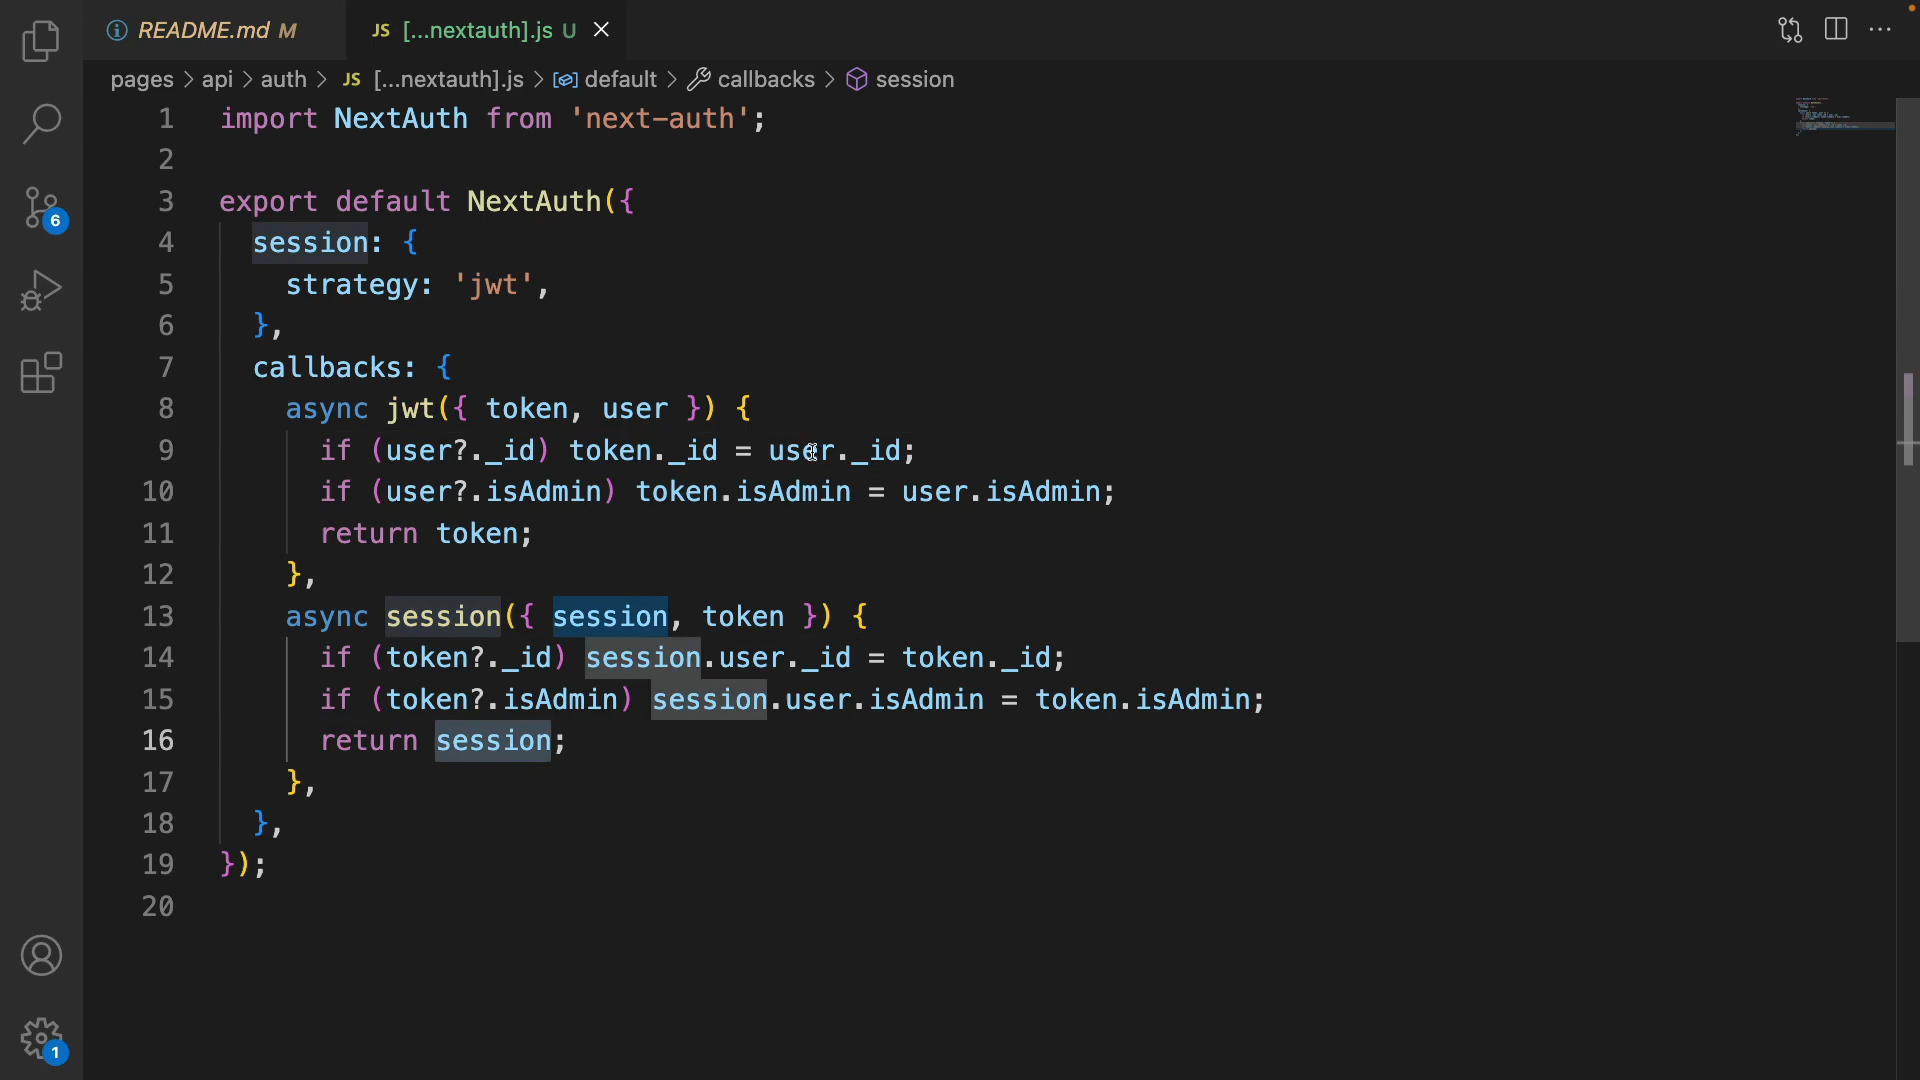 README.md M
JS [...nextauth].js U
pages > api > auth > JS [...nextauth].js > default > callbacks > session
1 import NextAuth from 'next-auth';
2
3 export default NextAuth({
4 session: {
5 strategy: 'jwt',
6 },
7 callbacks: {
8 async jwt({ token, user }) {
9 if (user?._id) token._id = user._id;
10 if (user?.isAdmin) token.isAdmin = user.isAdmin;
11 return token;
12 },
13 async session({ session, token }) {
14 if (token?._id) session.user._id = token._id;
15 if (token?.isAdmin) session.user.isAdmin = token.isAdmin;
16 return session;
17 },
18 },
19 });
20
6
1